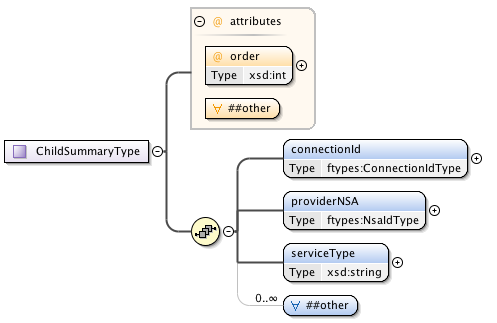 @ attributes
@ order
Type xsd:int
##other
ChildSummaryType
connectionId
Type ftypes:ConnectionIdType
providerNSA
Type ftypes:NsaIdType
serviceType
Type xsd:string
0..∞
##other